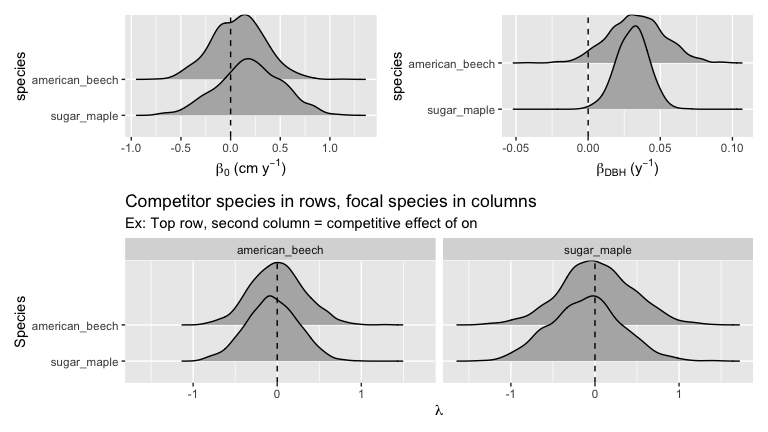 species
american_beech
sugar_maple
-1.0 -0.5 0.0 0.5 1.0
β₀ (cm y⁻¹)
species
american_beech
sugar_maple
-0.05 0.00 0.05 0.10
β_DBH (y⁻¹)
Competitor species in rows, focal species in columns
Ex: Top row, second column = competitive effect of on
american_beech sugar_maple
Species
american_beech
sugar_maple
-1 0 1 -1 0 1
λ